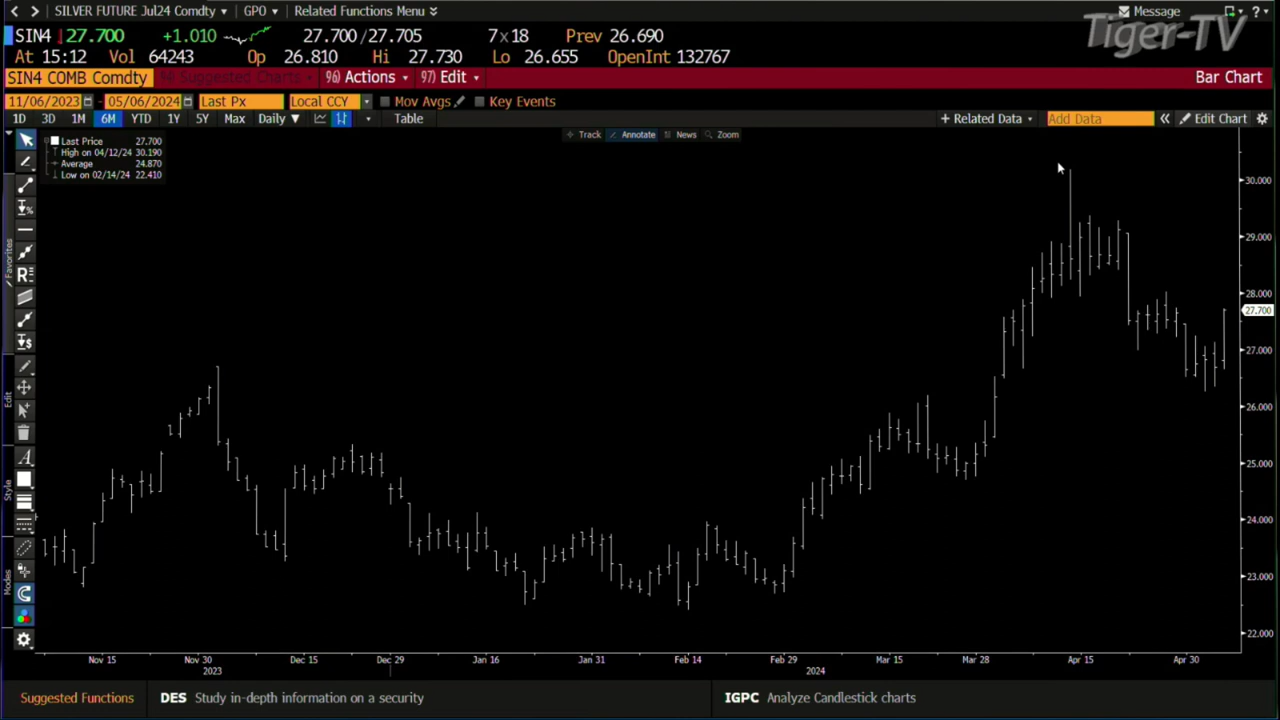 SILVER FUTURE Jul24 Comdty GPO Related Functions Menu Message ?
Tiger-TV
SIN4 27.700 +1.010 27.700/27.705 7×18 Prev 26.690
At 15:12 Vol 64243 Op 26.810 Hi 27.730 Lo 26.655 OpenInt 132767
SIN4 COMB Comdty 94) Suggested Charts 96) Actions 97) Edit Bar Chart
11/06/2023 - 05/06/2024 Last Px Local CCY Mov Avgs Key Events
1D 3D 1M 6M YTD 1Y 5Y Max Daily Table + Related Data Add Data Edit Chart
Track Annotate News Zoom
Last Price 27.700
High on 04/12/24 30.190
Average 24.870
Low on 02/14/24 22.410
Favorites
Edit
Style
Modes
30.000
29.000
28.000
27.700
27.000
26.000
25.000
24.000
23.000
22.000
Nov 15 Nov 30 Dec 15 Dec 29 Jan 16 Jan 31 Feb 14 Feb 29 Mar 15 Mar 28 Apr 15 Apr 30
2023 2024
Suggested Functions DES Study in-depth information on a security IGPC Analyze Candlestick charts